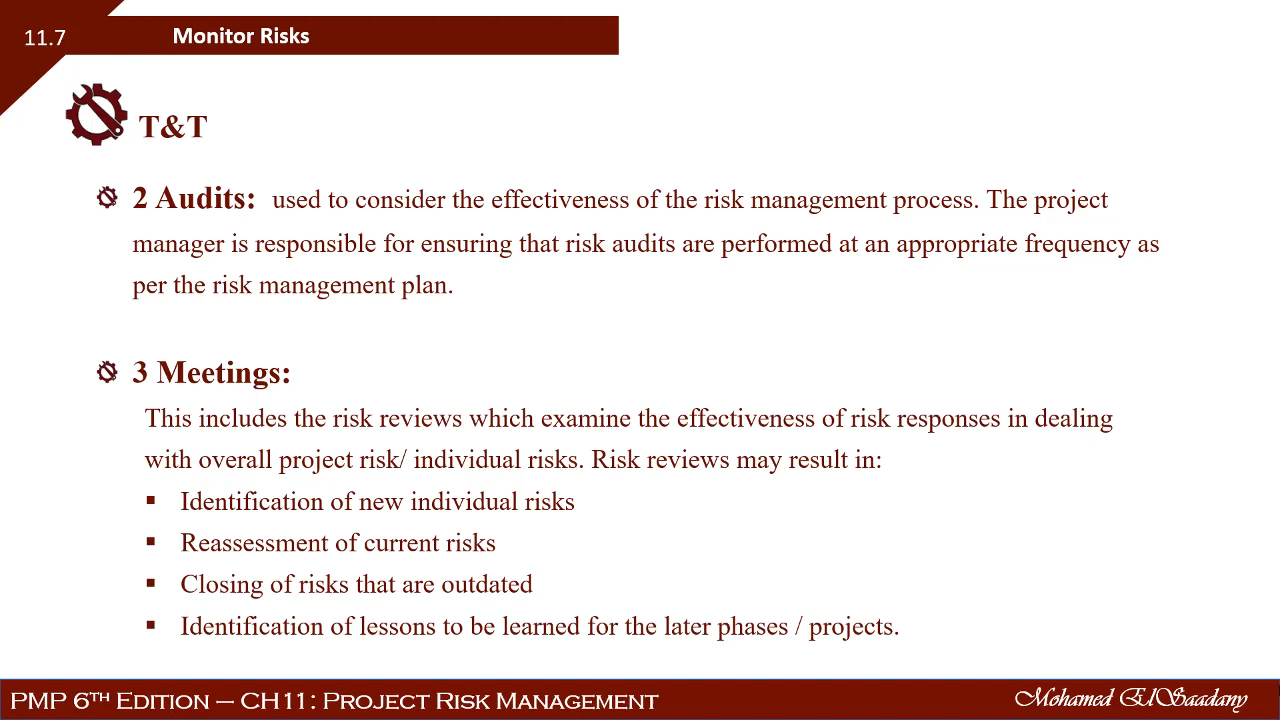 11.7
Monitor Risks
T&T
2 Audits: used to consider the effectiveness of the risk management process. The project
manager is responsible for ensuring that risk audits are performed at an appropriate frequency as
per the risk management plan.
3 Meetings:
This includes the risk reviews which examine the effectiveness of risk responses in dealing
with overall project risk/ individual risks. Risk reviews may result in:
▪ Identification of new individual risks
▪ Reassessment of current risks
▪ Closing of risks that are outdated
▪ Identification of lessons to be learned for the later phases / projects.
PMP 6TH Edition – CH11: Project Risk Management
Mohamed ElSaadany